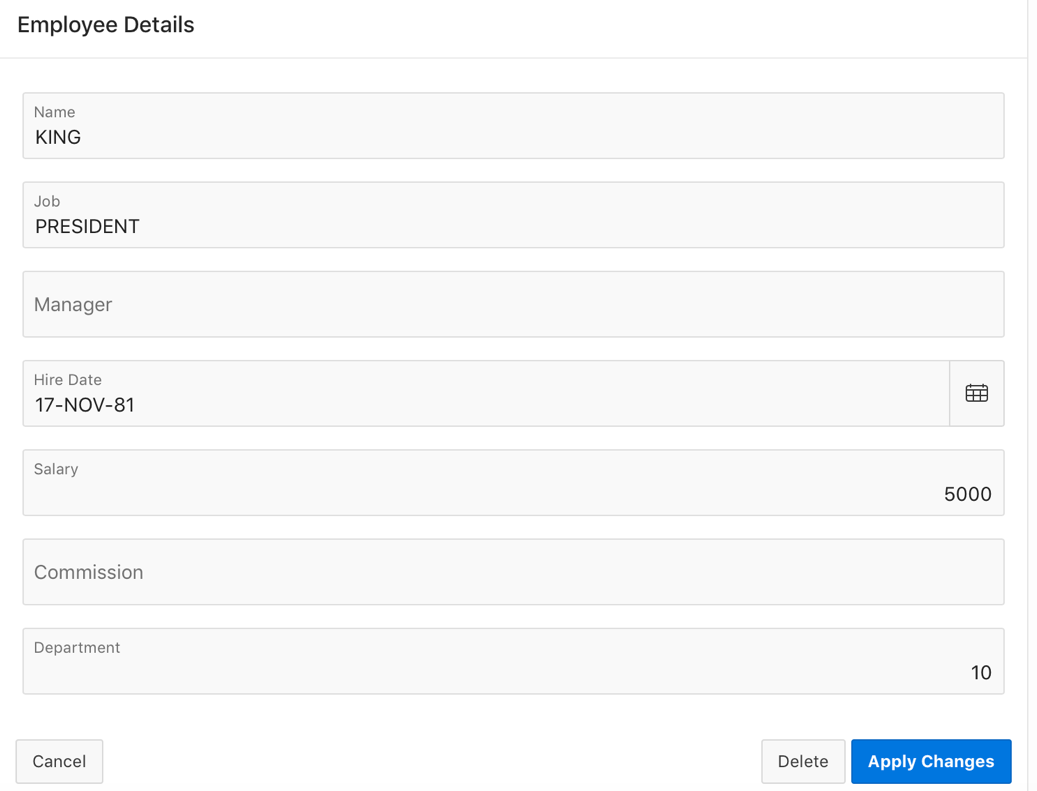 Employee Details
Name
KING
Job
PRESIDENT
Manager
Hire Date
17-NOV-81
Salary
5000
Commission
Department
10
Cancel Delete Apply Changes